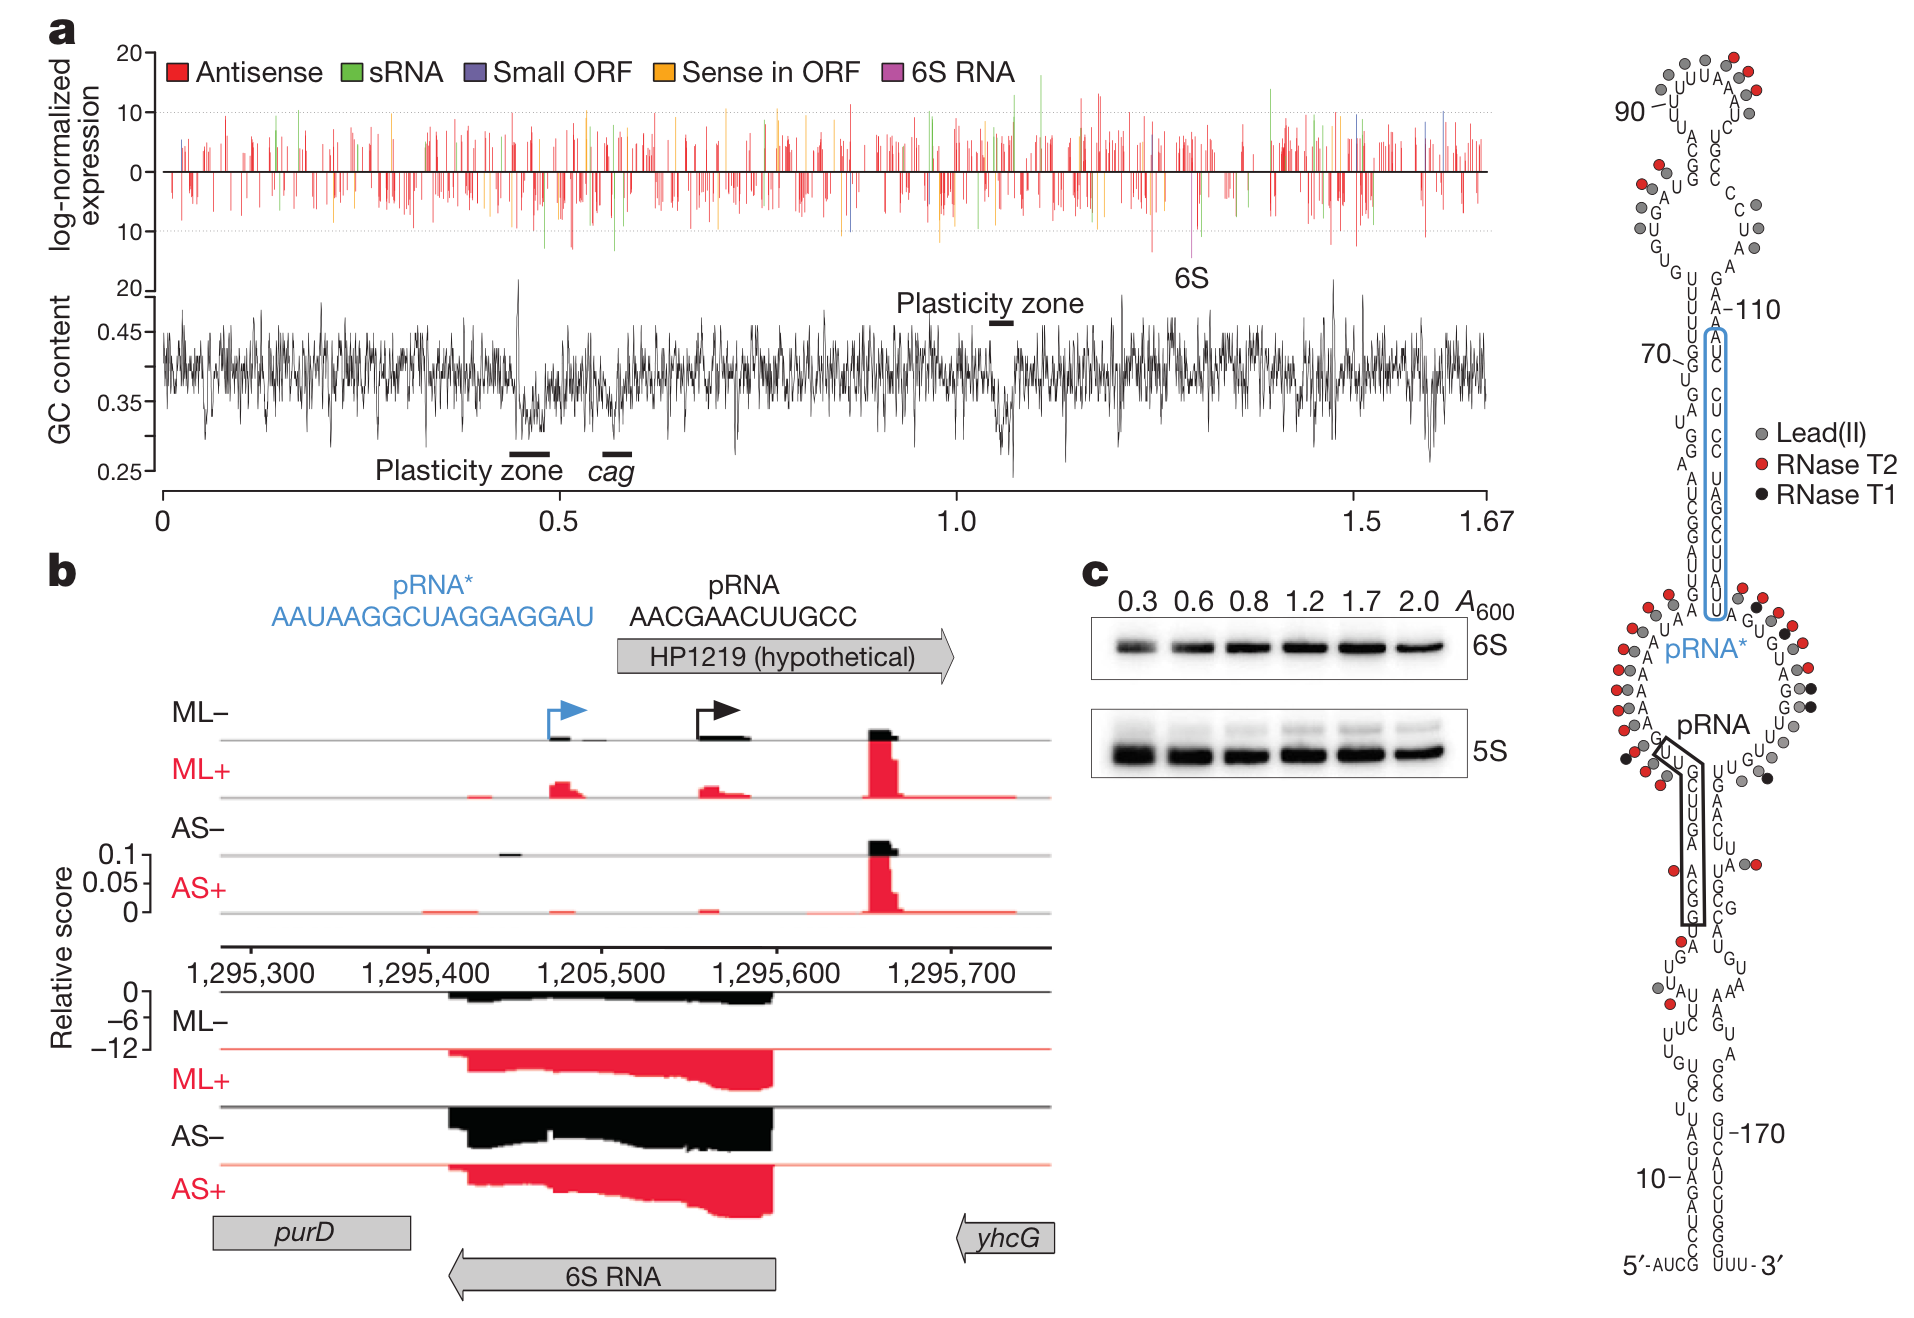 a
log-normalized
expression
20
10
0
10
20
Antisense
sRNA
Small ORF
Sense in ORF
6S RNA
6S
GC content
0.45
0.35
0.25
Plasticity zone
Plasticity zone
cag
0 0.5 1.0 1.5 1.67
b
pRNA*
AAUAAGGCUAGGAGGAU
pRNA
AACGAACUUGCC
HP1219 (hypothetical)
ML–
ML+
AS–
AS+
0.1
0.05
0
Relative score
1,295,300 1,295,400 1,205,500 1,295,600 1,295,700
0
–6
–12
ML–
ML+
AS–
AS+
purD
6S RNA
yhcG
c
0.3 0.6 0.8 1.2 1.7 2.0 A600
6S
5S
90
110
70
Lead(II)
RNase T2
RNase T1
pRNA*
pRNA
170
10
5′-AUCG
UUU-3′